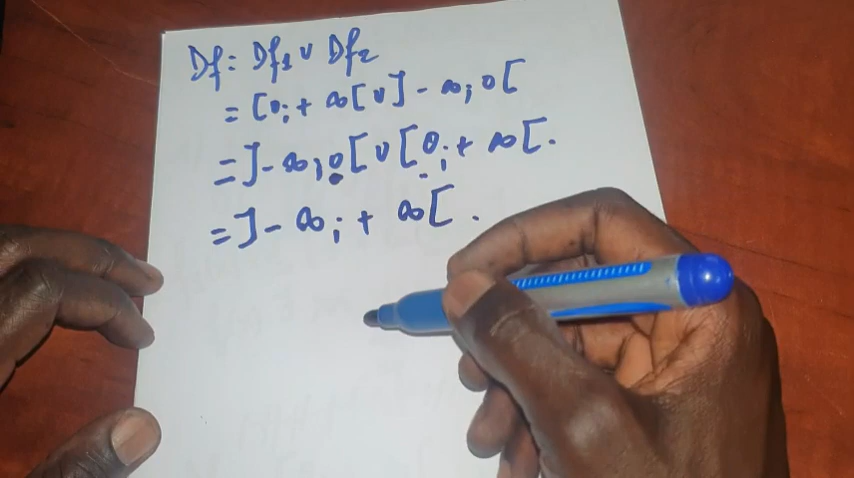 Df= Df1 ∪ Df2
= [0;+ ∞[ ∪ ]- ∞; 0[
= ]- ∞; 0[ ∪ [0;+ ∞[.
= ]- ∞; + ∞[ .